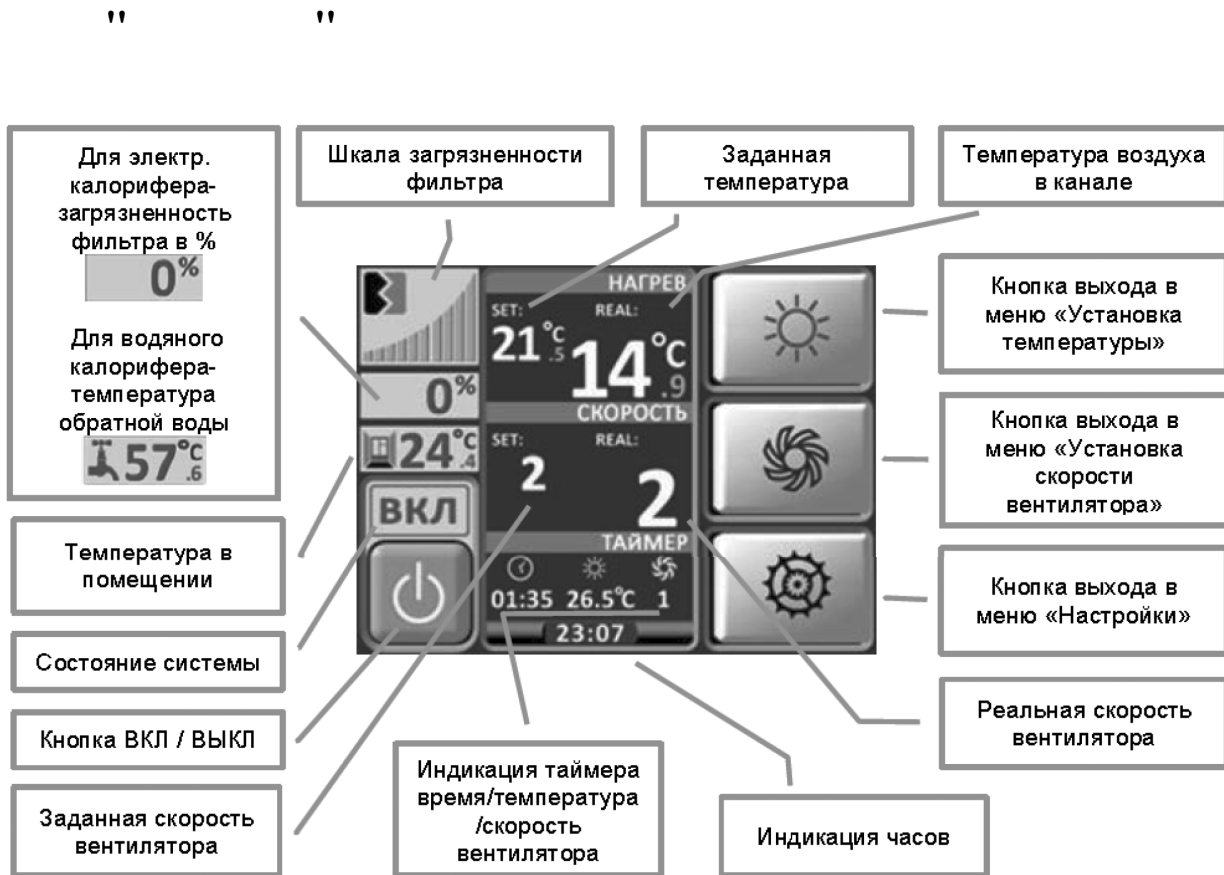 " "
Для электр.
калорифера-
загрязненность
фильтра в %
0%
Для водяного
калорифера-
температура
обратной воды
57°C
.6
Шкала загрязненности
фильтра
Заданная
температура
Температура воздуха
в канале
НАГРЕВ
SET:
REAL:
21°C
.5
14°C
.9
0%
24°C
.4
СКОРОСТЬ
SET:
REAL:
2
2
ВКЛ
ТАЙМЕР
01:35 26.5°C 1
23:07
Кнопка выхода в
меню «Установка
температуры»
Кнопка выхода в
меню «Установка
скорости
вентилятора»
Кнопка выхода в
меню «Настройки»
Реальная скорость
вентилятора
Температура в
помещении
Состояние системы
Кнопка ВКЛ / ВЫКЛ
Заданная скорость
вентилятора
Индикация таймера
время/температура
/скорость
вентилятора
Индикация часов